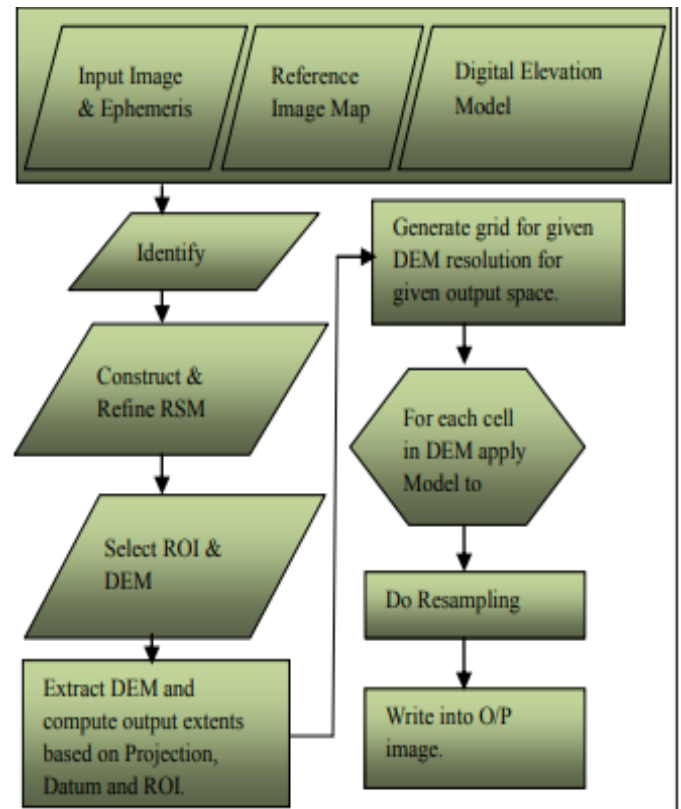 Input Image
& Ephemeris
Reference
Image Map
Digital Elevation
Model
Identify
Construct &
Refine RSM
Select ROI &
DEM
Extract DEM and
compute output extents
based on Projection,
Datum and ROI.
Generate grid for given
DEM resolution for
given output space.
For each cell
in DEM apply
Model to
Do Resampling
Write into O/P
image.